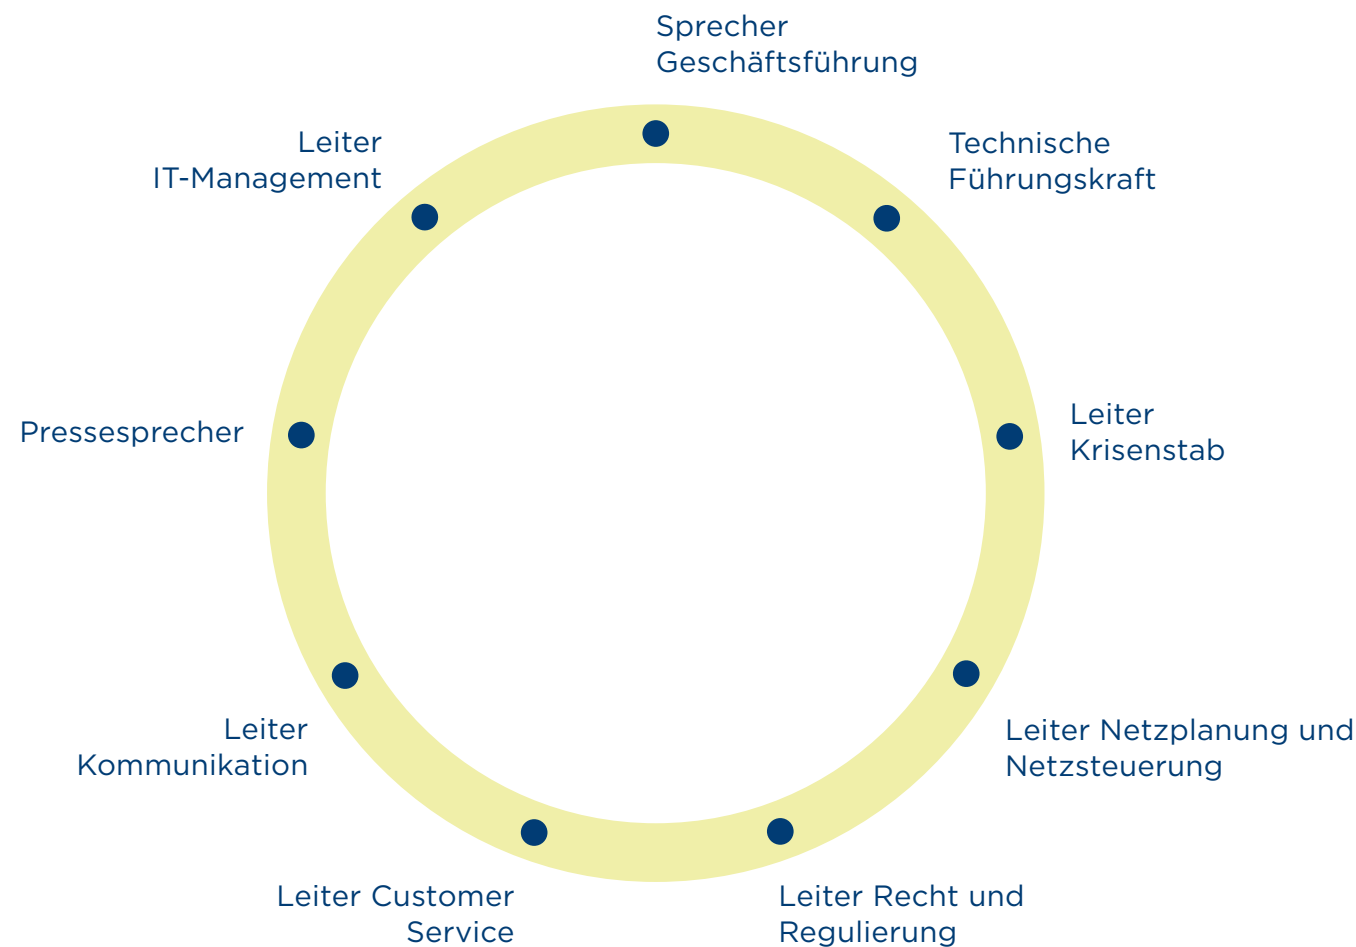 Sprecher
Geschäftsführung
Technische
Führungskraft
Leiter
Krisenstab
Leiter Netzplanung und
Netzsteuerung
Leiter Recht und
Regulierung
Leiter Customer
Service
Leiter
Kommunikation
Pressesprecher
Leiter
IT-Management